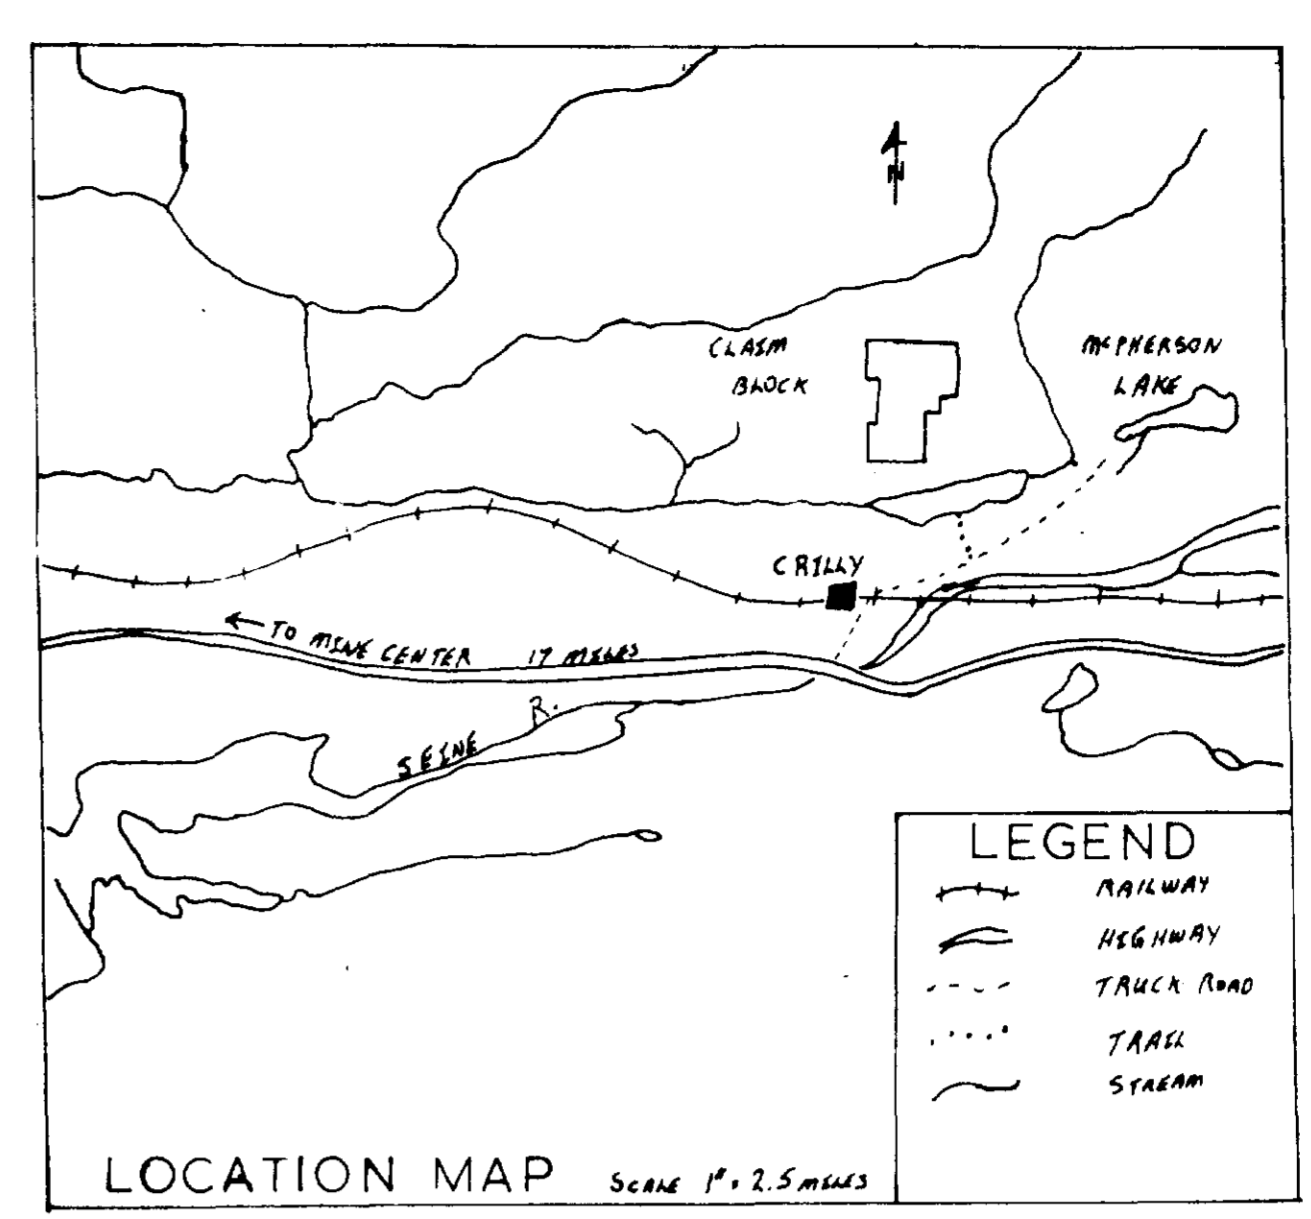 N
CLAIM
BLOCK
McPHERSON
LAKE
CRILLY
← TO MINE CENTER 17 MILES
SEINE R.
LEGEND
RAILWAY
HIGHWAY
TRUCK ROAD
TRAIL
STREAM
LOCATION MAP SCALE 1" = 2.5 MILES